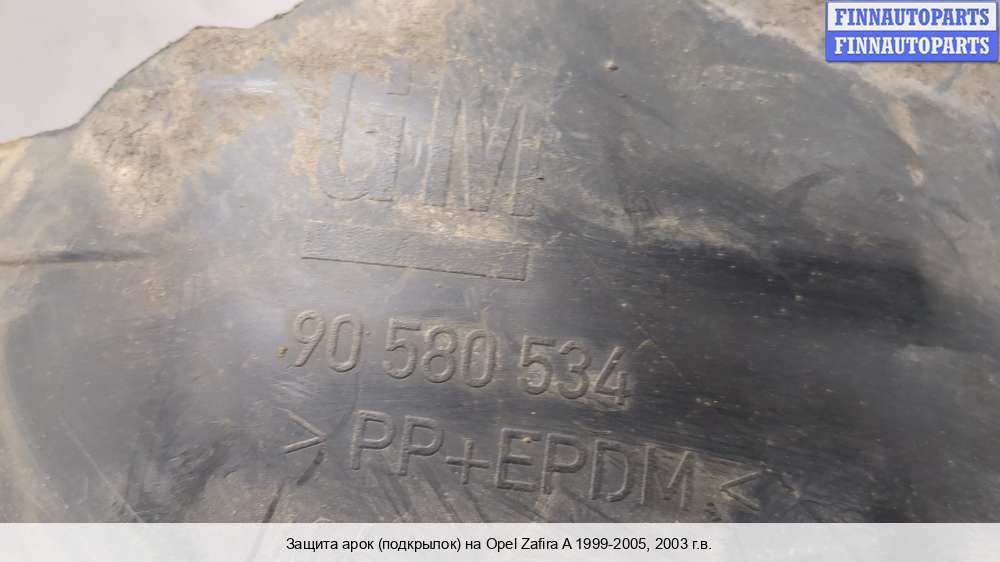 FINNAUTOPARTS
FINNAUTOPARTS
GM
90 580 534
>PP+EPDM<
Защита арок (подкрылок) на Opel Zafira A 1999-2005, 2003 г.в.